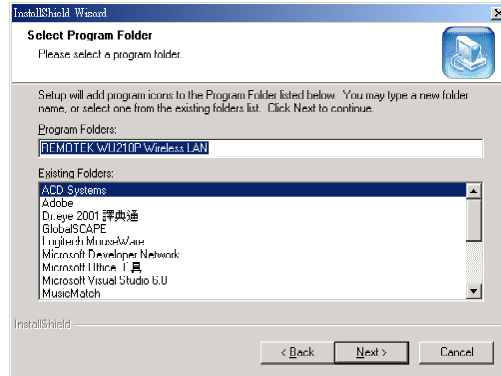 InstallShield Wizard
Select Program Folder
Please select a program folder.
Setup will add program icons to the Program Folder listed below. You may type a new folder
name, or select one from the existing folders list. Click Next to continue.
Program Folders:
REMOTEK WU210P Wireless LAN
Existing Folders:
ACD Systems
Adobe
Dr.eye 2001 譯典通
GlobalSCAPE
Logitech MouseWare
Microsoft Developer Network
Microsoft Office 工具
Microsoft Visual Studio 6.0
MusicMatch
InstallShield
< Back
Next >
Cancel